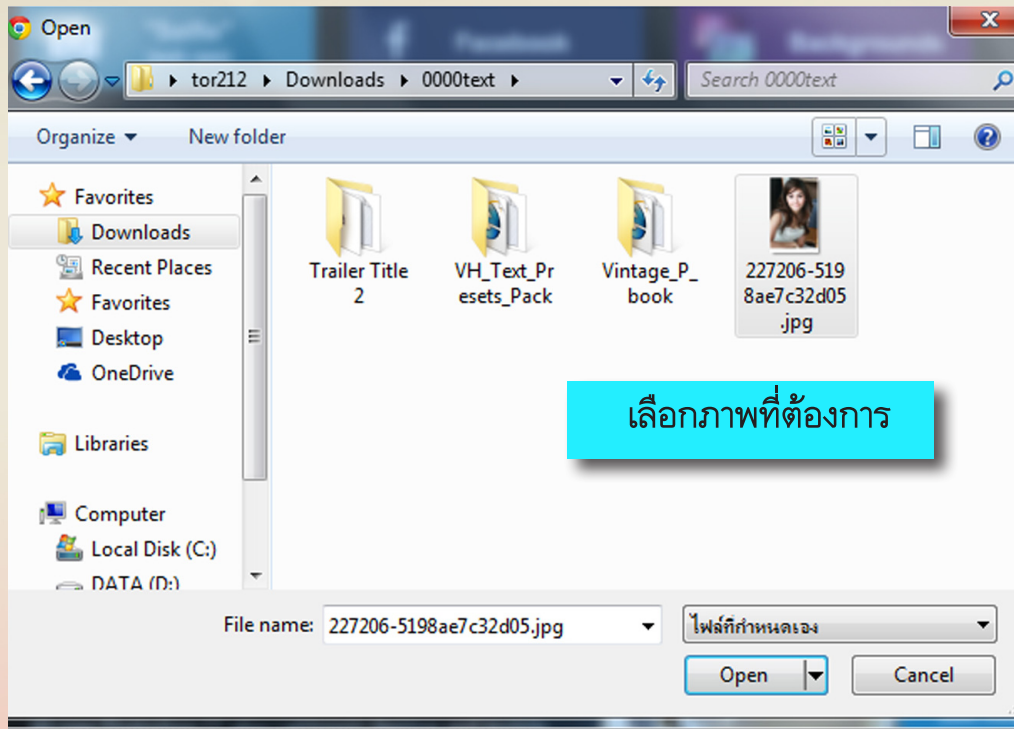 Open
Facebook
Backgrounds
tor212 Downloads 0000text
Search 0000text
Organize New folder
Favorites
Downloads
Recent Places
Favorites
Desktop
OneDrive
Libraries
Computer
Local Disk (C:)
DATA (D:)
Trailer Title
2
VH_Text_Pr
esets_Pack
Vintage_P_
book
227206-519
8ae7c32d05
.jpg
เลือกภาพที่ต้องการ
File name: 227206-5198ae7c32d05.jpg
ไฟล์ที่กำหนดเอง
Open Cancel